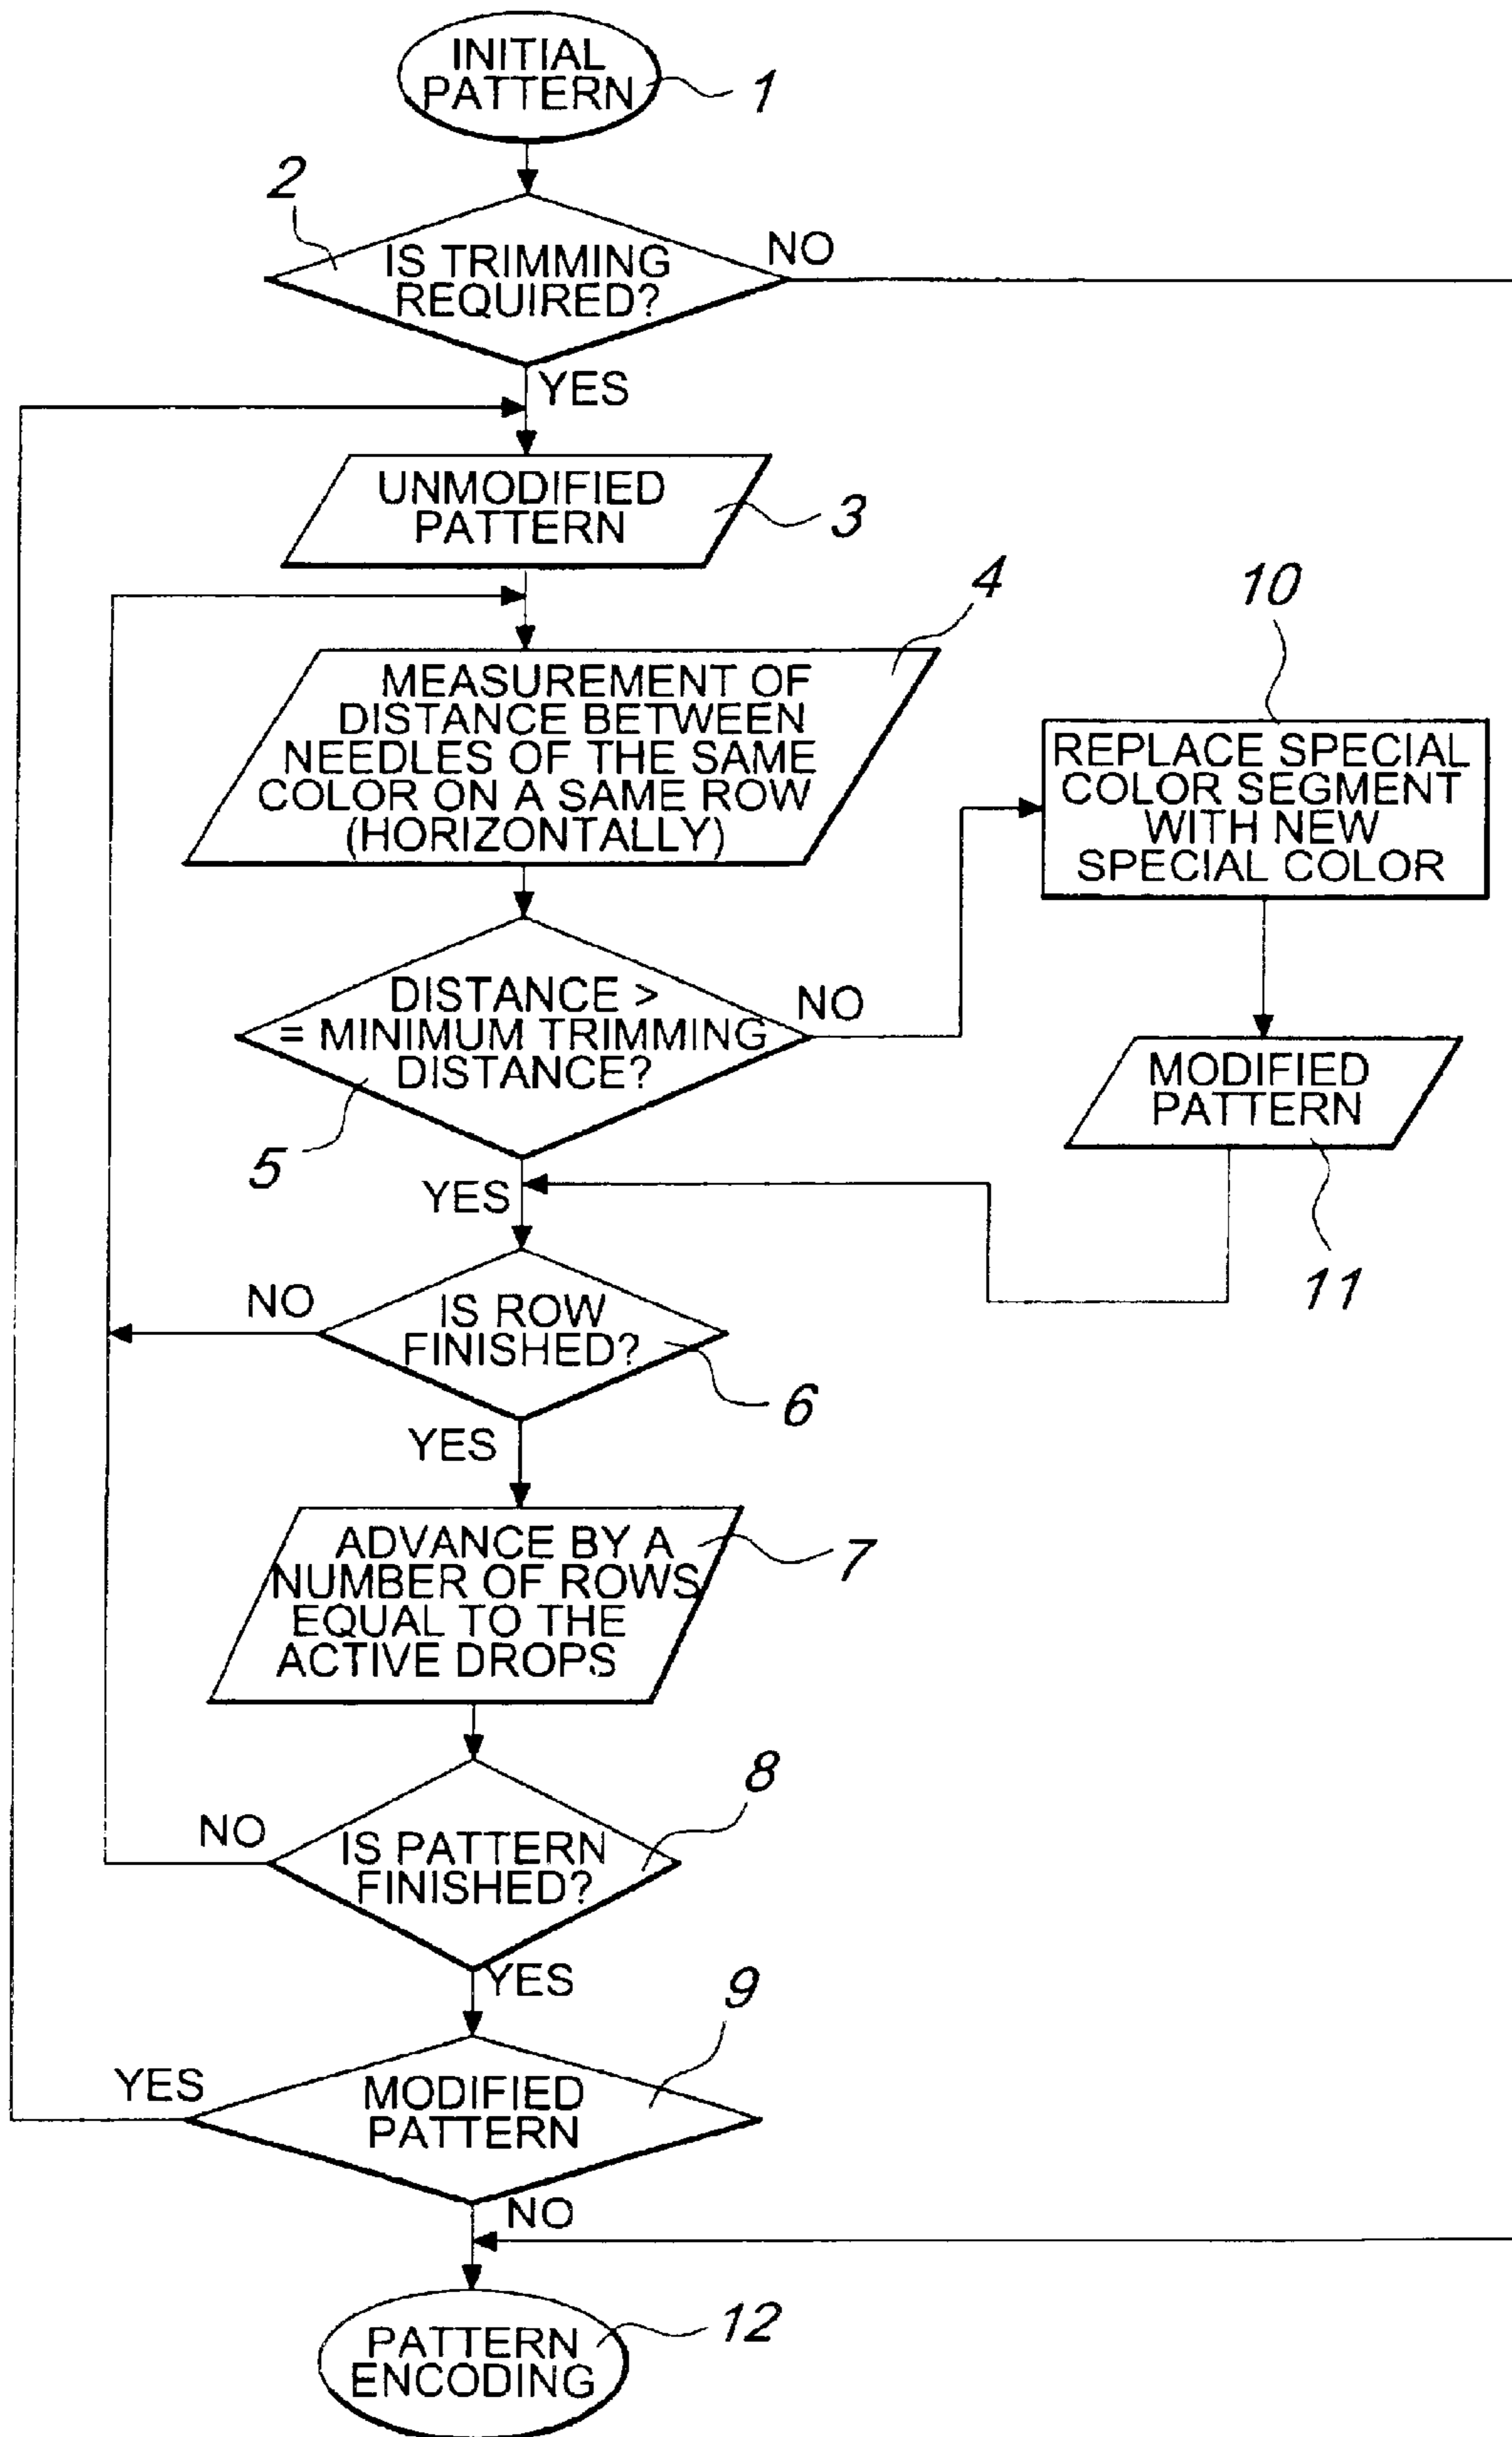 INITIAL
PATTERN
1
2
IS TRIMMING
REQUIRED?
NO
YES
UNMODIFIED
PATTERN
3
4
MEASUREMENT OF
DISTANCE BETWEEN
NEEDLES OF THE SAME
COLOR ON A SAME ROW
(HORIZONTALLY)
10
REPLACE SPECIAL
COLOR SEGMENT
WITH NEW
SPECIAL COLOR
DISTANCE >
= MINIMUM TRIMMING
DISTANCE?
NO
5
YES
MODIFIED
PATTERN
11
NO
IS ROW
FINISHED?
6
YES
ADVANCE BY A
NUMBER OF ROWS
EQUAL TO THE
ACTIVE DROPS
7
8
NO
IS PATTERN
FINISHED?
YES
9
YES
MODIFIED
PATTERN
NO
PATTERN
ENCODING
12